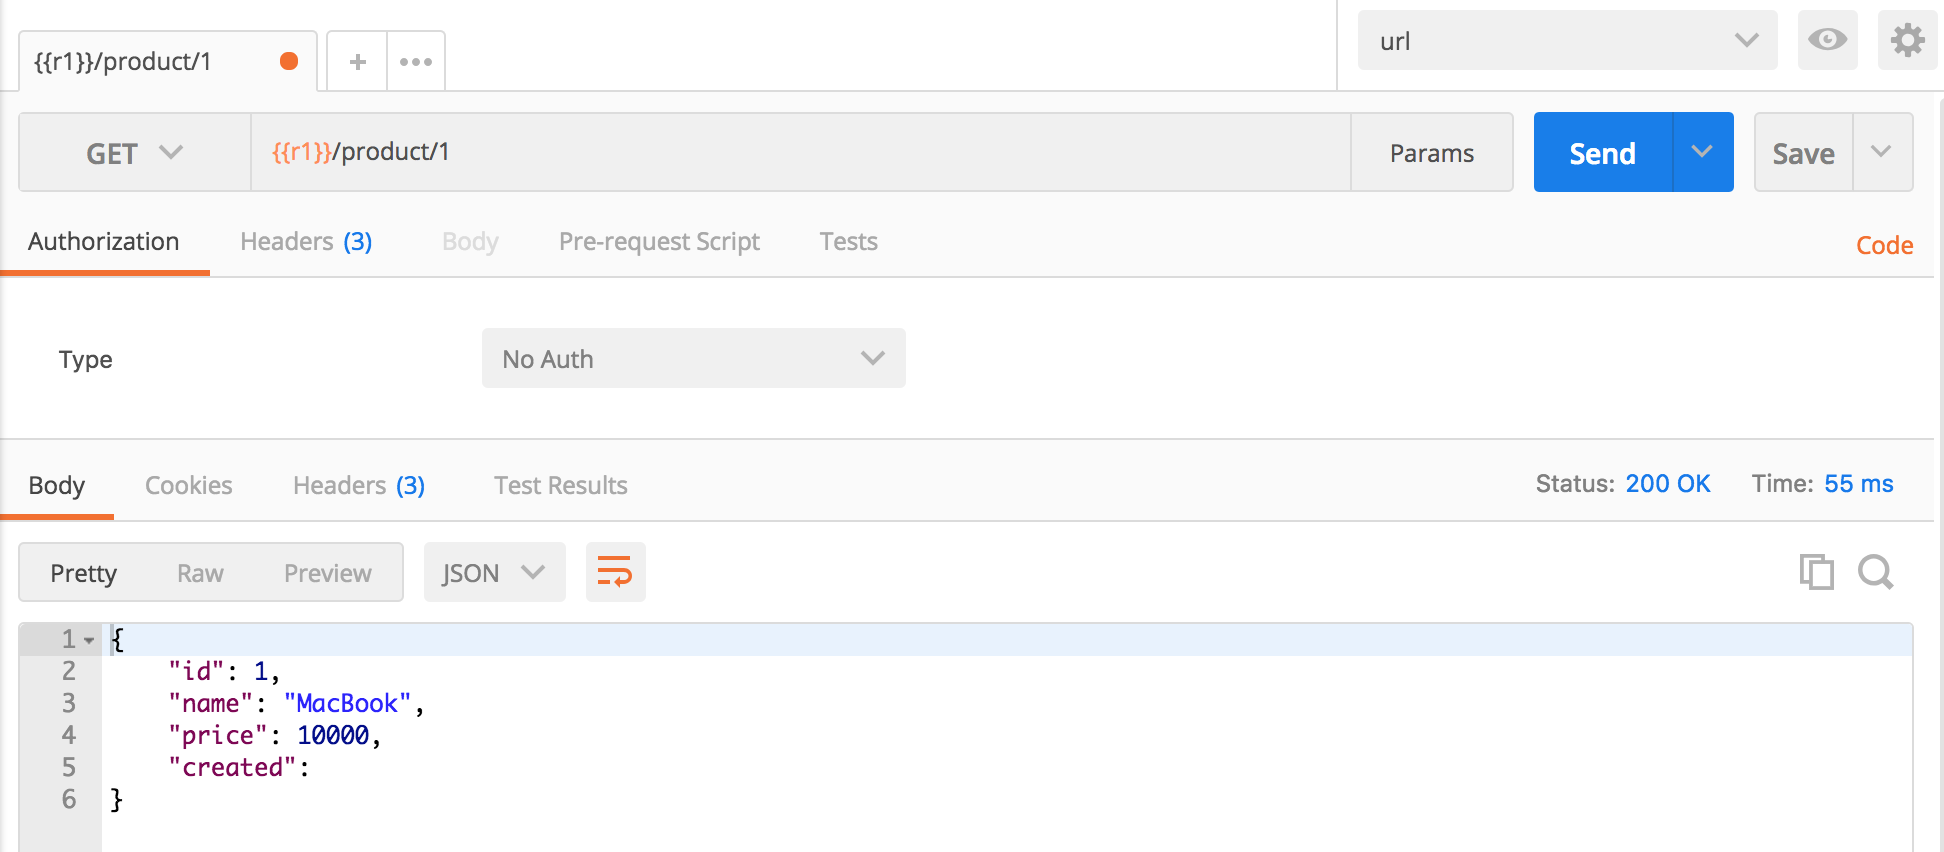 {{r1}}/product/1
url
GET {{r1}}/product/1 Params Send Save
Authorization Headers (3) Body Pre-request Script Tests Code
Type No Auth
Body Cookies Headers (3) Test Results Status: 200 OK Time: 55 ms
Pretty Raw Preview JSON
1 {
2 "id": 1,
3 "name": "MacBook",
4 "price": 10000,
5 "created":
6 }